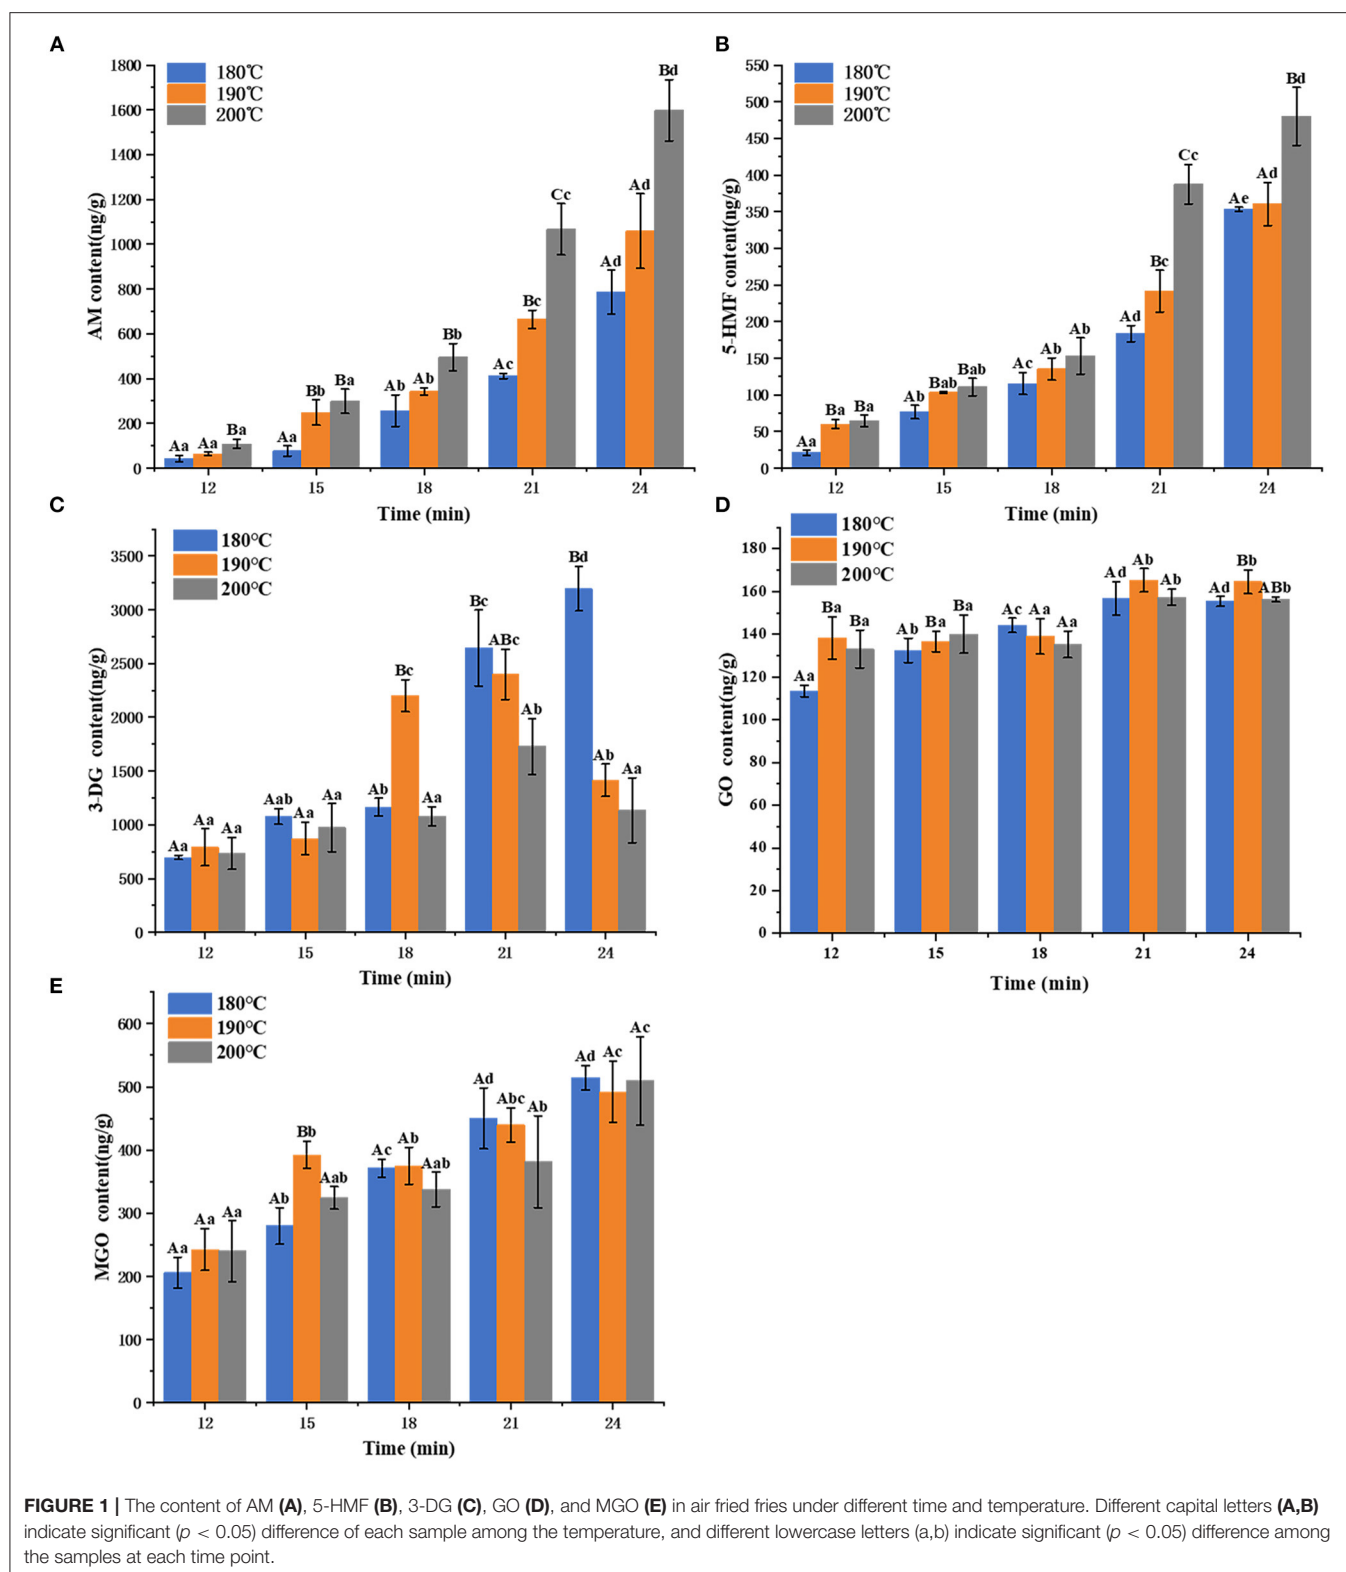 A
180℃
190℃
200℃
AM content(ng/g)
1800
1600
1400
1200
1000
800
600
400
200
0
Aa Aa Ba
Aa Bb Ba
Ab Ab Bb
Ac Bc Cc
Ad Ad Bd
12 15 18 21 24
Time (min)
B
180℃
190℃
200℃
5-HMF content(ng/g)
550
500
450
400
350
300
250
200
150
100
50
0
Aa Ba Ba
Ab Bab Bab
Ac Ab Ab
Ad Bc Cc
Ae Ad Bd
12 15 18 21 24
Time (min)
C
180°C
190°C
200°C
3-DG content(ng/g)
3500
3000
2500
2000
1500
1000
500
0
Aa Aa Aa
Aab Aa Aa
Ab Bc Aa
Bc ABc Ab
Bd Ab Aa
12 15 18 21 24
Time (min)
D
180°C
190°C
200°C
GO content(ng/g)
180
160
140
120
100
80
60
40
20
0
Aa Ba Ba
Ab Ba Ba
Ac Aa Aa
Ad Ab Ab
Ad Bb ABb
12 15 18 21 24
Time (min)
E
180°C
190°C
200°C
MGO content(ng/g)
600
500
400
300
200
100
0
Aa Aa Aa
Ab Bb Aab
Ac Ab Aab
Ad Abc Ab
Ad Ac Ac
12 15 18 21 24
Time (min)
FIGURE 1 | The content of AM (A), 5-HMF (B), 3-DG (C), GO (D), and MGO (E) in air fried fries under different time and temperature. Different capital letters (A,B)
indicate significant (p < 0.05) difference of each sample among the temperature, and different lowercase letters (a,b) indicate significant (p < 0.05) difference among
the samples at each time point.